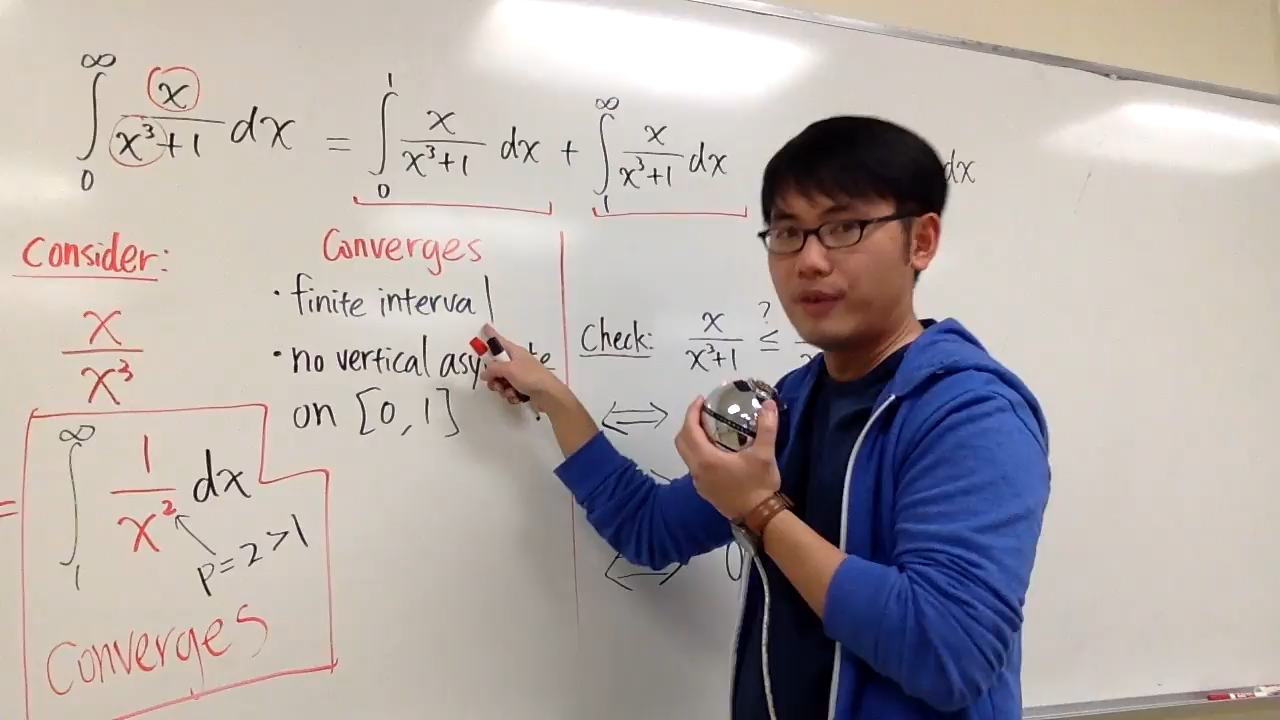 ∫₀^∞ x/(x³+1) dx = ∫₀¹ x/(x³+1) dx + ∫₁^∞ x/(x³+1) dx
dx
Consider:
x/x³
= ∫₁^∞ 1/x² dx
p=2>1
Converges
Converges
· finite interval
· no vertical
on [0,1]
Check: x/(x³+1) ≤? x/
⟺
⟺
0